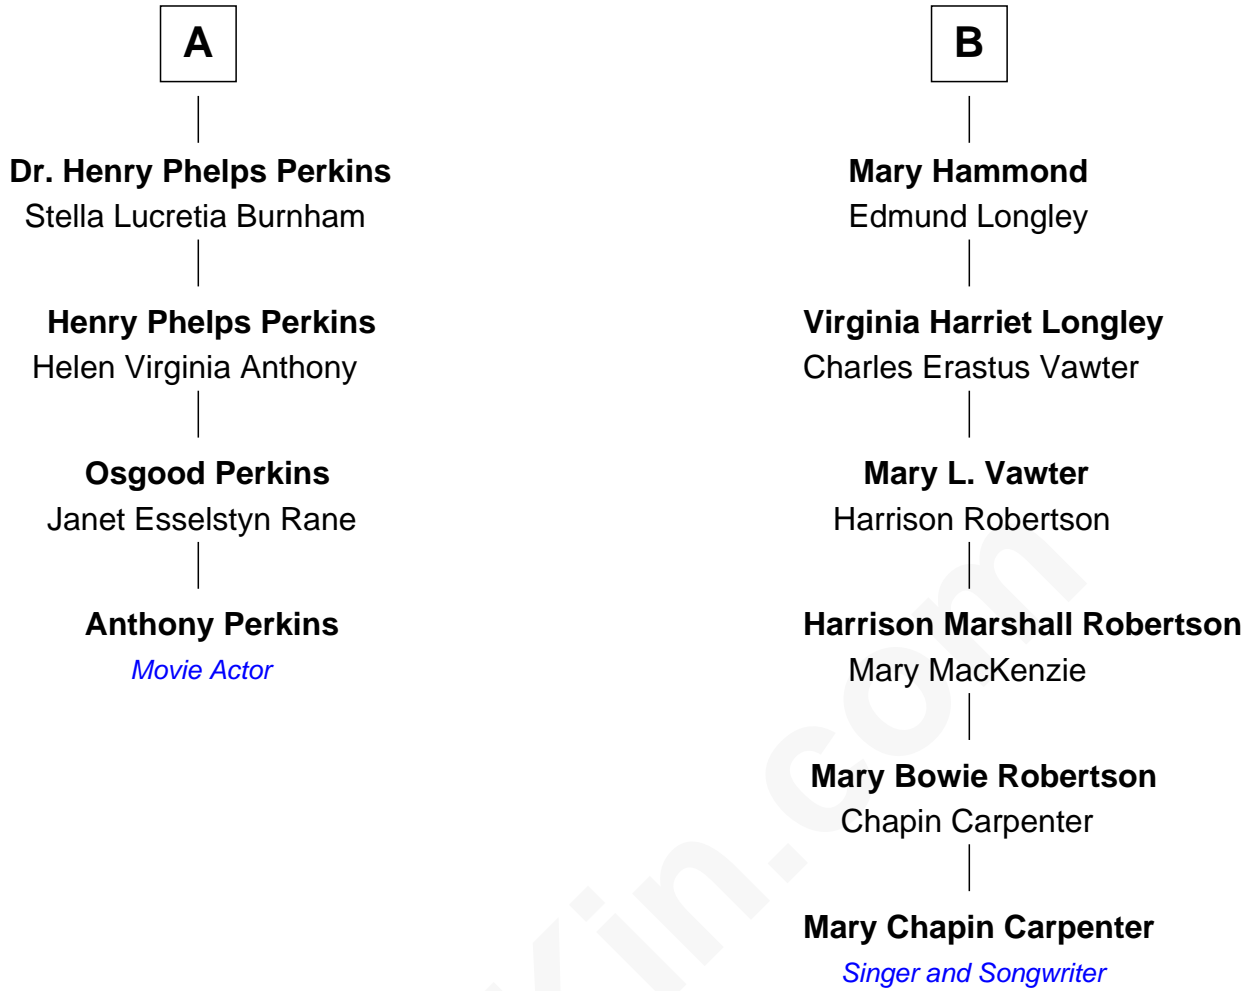 A
Dr. Henry Phelps Perkins
Stella Lucretia Burnham
Henry Phelps Perkins
Helen Virginia Anthony
Osgood Perkins
Janet Esselstyn Rane
Anthony Perkins
Movie Actor
B
Mary Hammond
Edmund Longley
Virginia Harriet Longley
Charles Erastus Vawter
Mary L. Vawter
Harrison Robertson
Harrison Marshall Robertson
Mary MacKenzie
Mary Bowie Robertson
Chapin Carpenter
Mary Chapin Carpenter
Singer and Songwriter
Kin.com